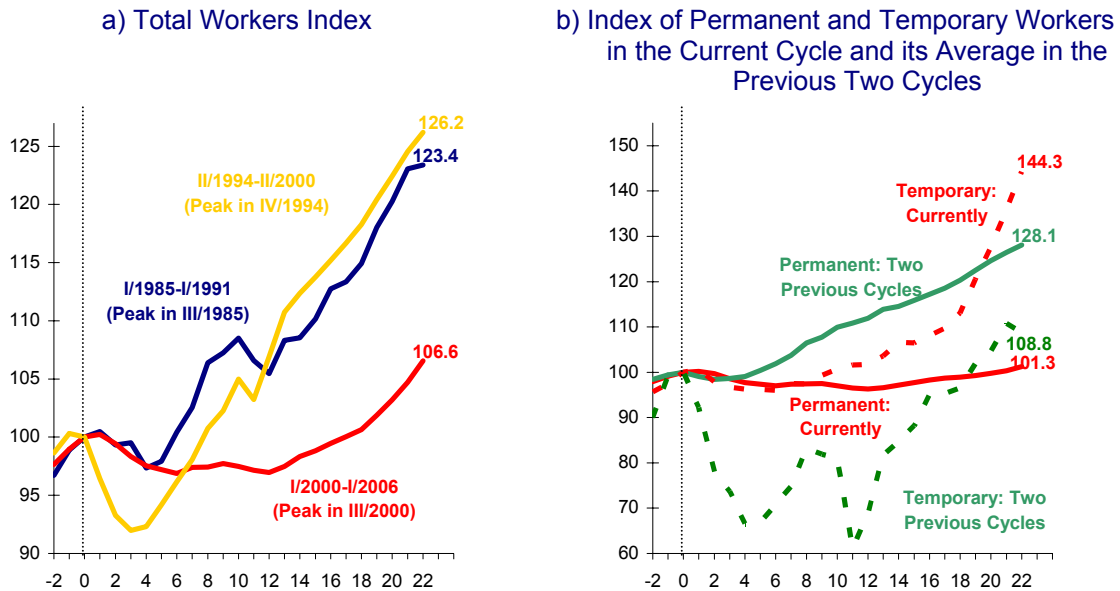 a) Total Workers Index
125
120
115
110
105
100
95
90
-2 0 2 4 6 8 10 12 14 16 18 20 22
126.2
123.4
II/1994-II/2000
(Peak in IV/1994)
I/1985-I/1991
(Peak in III/1985)
106.6
I/2000-I/2006
(Peak in III/2000)
b) Index of Permanent and Temporary Workers
in the Current Cycle and its Average in the
Previous Two Cycles
150
140
130
120
110
100
90
80
70
60
-2 0 2 4 6 8 10 12 14 16 18 20 22
144.3
Temporary:
Currently
128.1
Permanent: Two
Previous Cycles
108.8
101.3
Permanent:
Currently
Temporary: Two
Previous Cycles